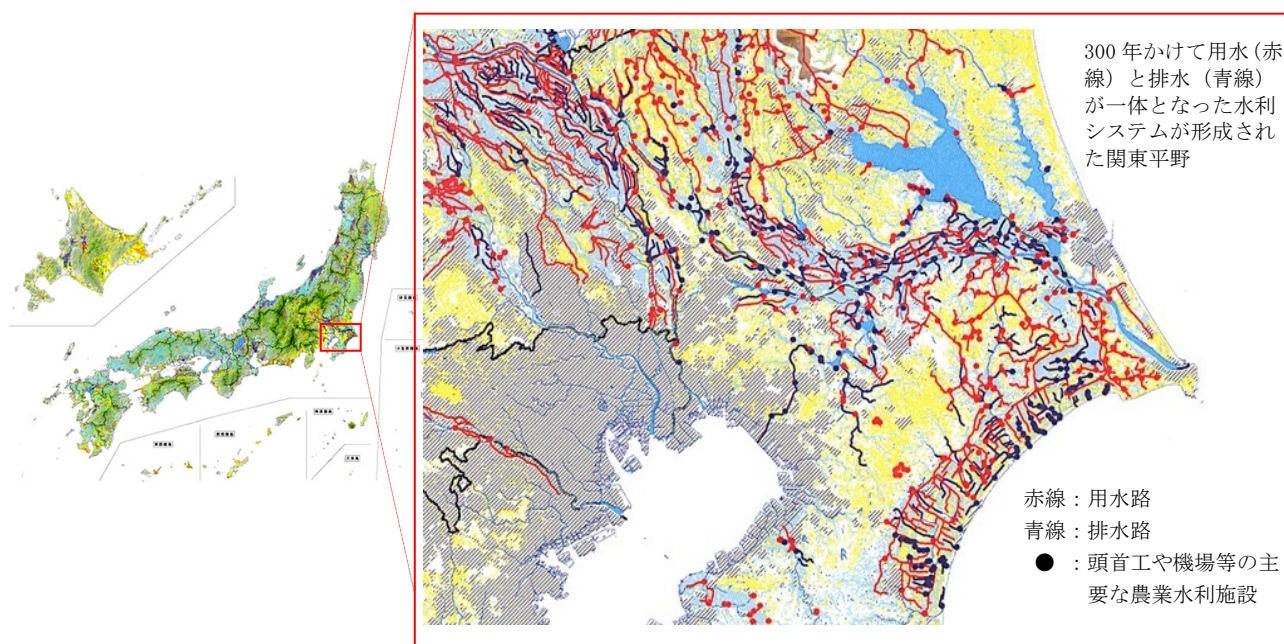 300 年かけて用水(赤
線)と排水（青線）
が一体となった水利
システムが形成され
た関東平野
赤線：用水路
青線：排水路
●：頭首工や機場等の主
要な農業水利施設